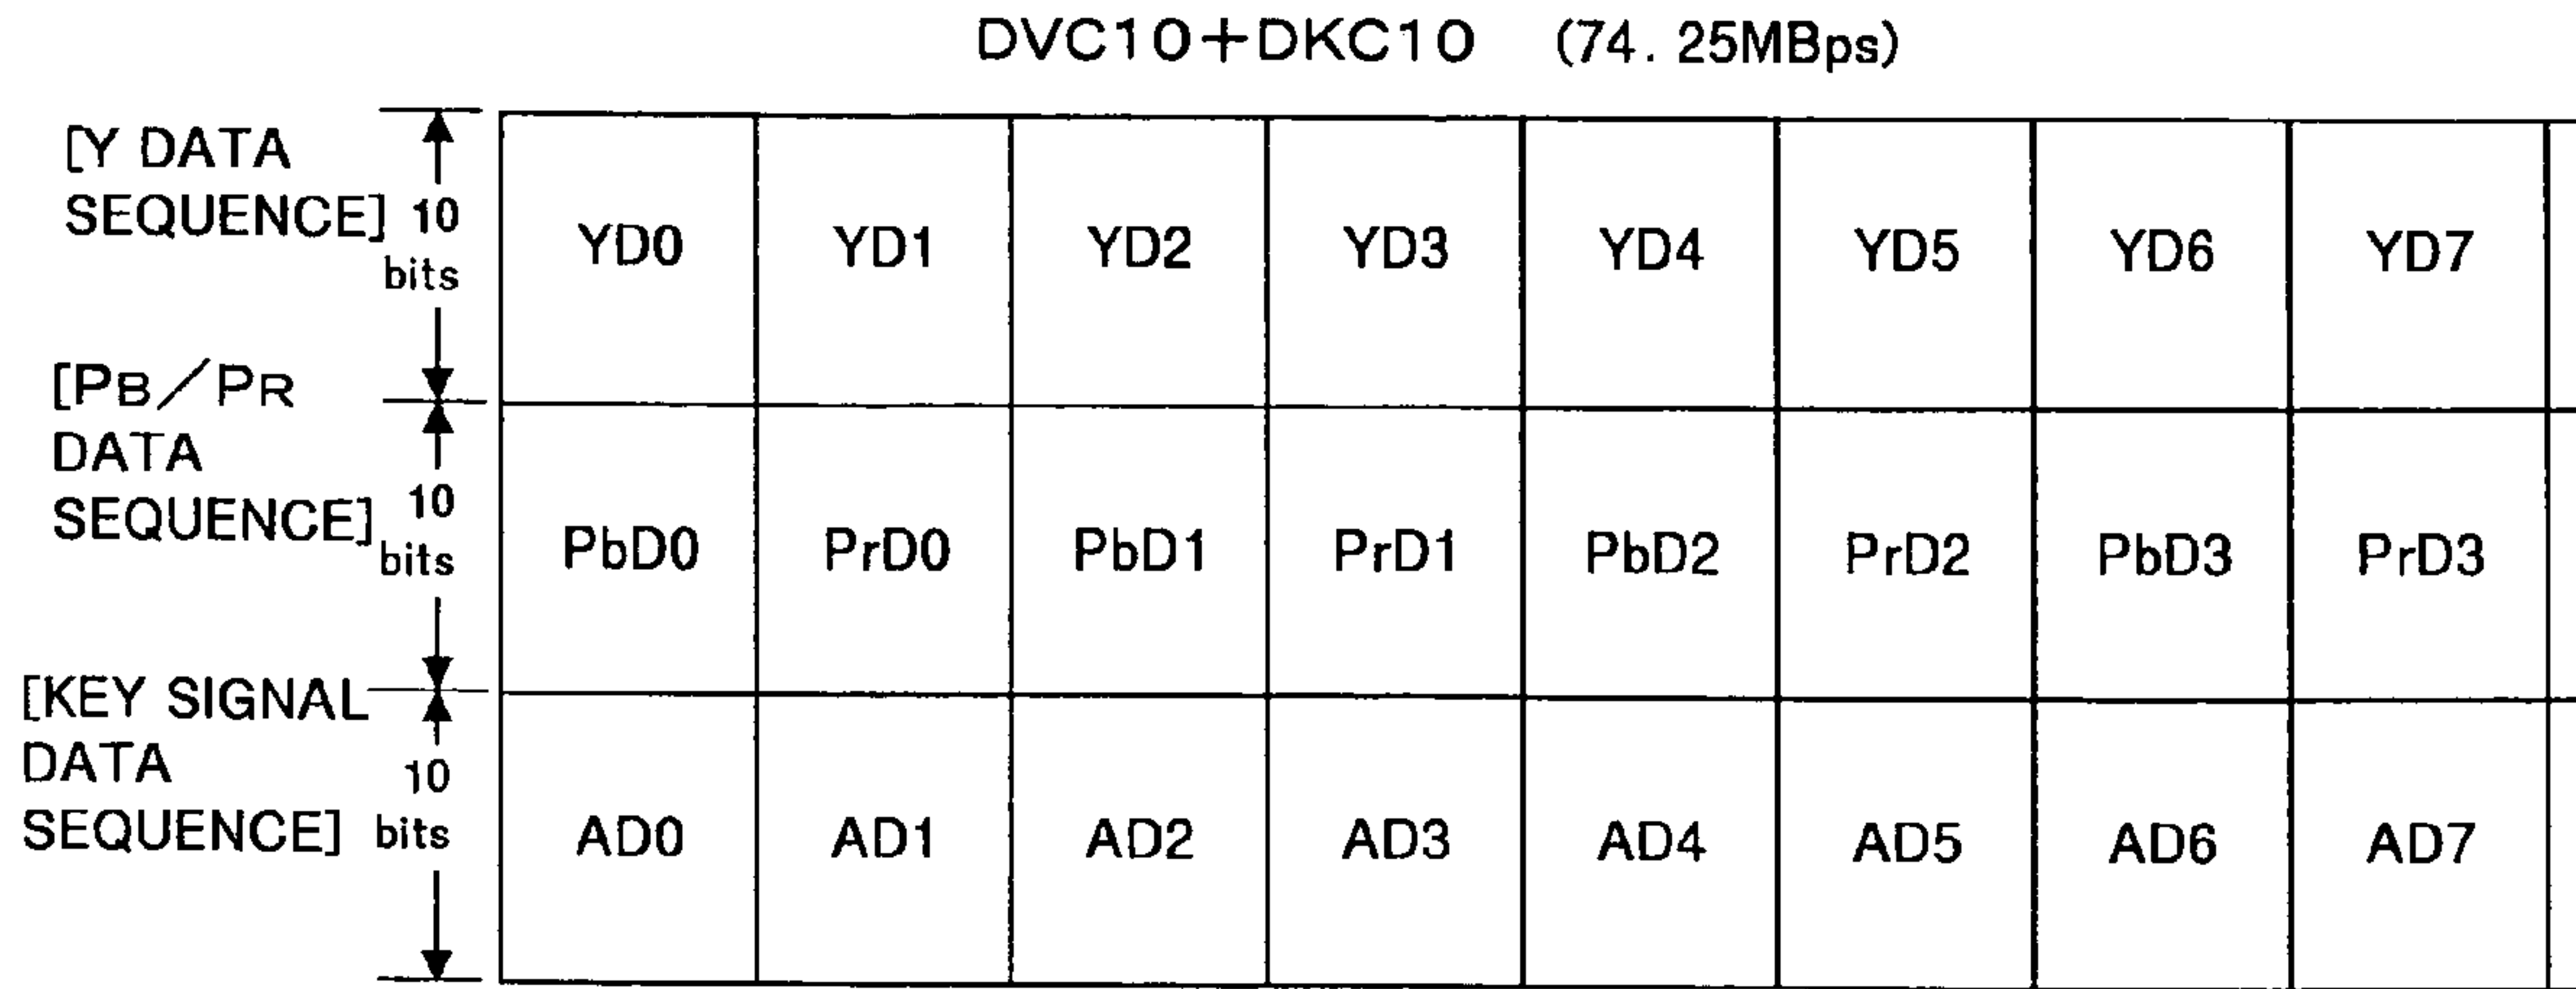 DVC10+DKC10 (74.25MBps)
[Y DATA
SEQUENCE] 10
bits
YD0 YD1 YD2 YD3 YD4 YD5 YD6 YD7
[PB/PR
DATA
SEQUENCE] 10
bits
PbD0 PrD0 PbD1 PrD1 PbD2 PrD2 PbD3 PrD3
[KEY SIGNAL
DATA 10
SEQUENCE] bits
AD0 AD1 AD2 AD3 AD4 AD5 AD6 AD7